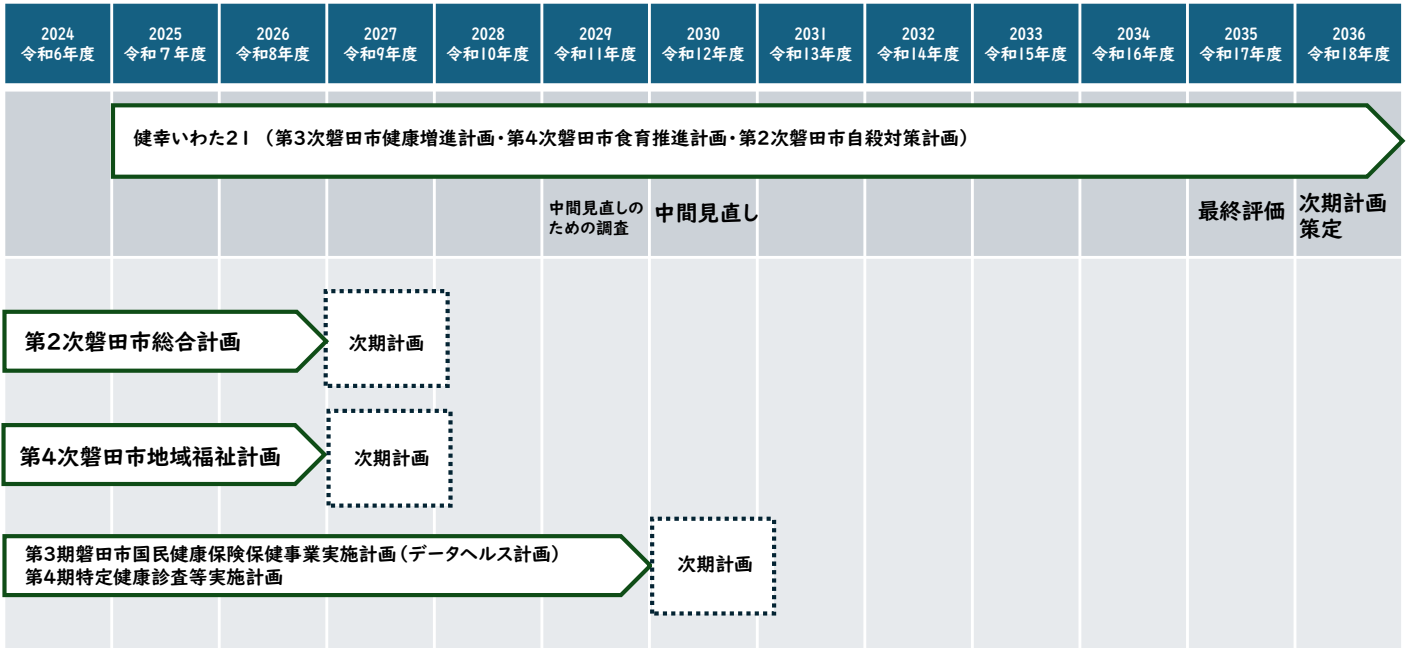 2024
令和6年度
2025
令和7年度
2026
令和8年度
2027
令和9年度
2028
令和10年度
2029
令和11年度
2030
令和12年度
2031
令和13年度
2032
令和14年度
2033
令和15年度
2034
令和16年度
2035
令和17年度
2036
令和18年度
健幸いわた21 (第3次磐田市健康増進計画・第4次磐田市食育推進計画・第2次磐田市自殺対策計画)
中間見直しの
ための調査
中間見直し
最終評価
次期計画
策定
第2次磐田市総合計画
次期計画
第4次磐田市地域福祉計画
次期計画
第3期磐田市国民健康保険保健事業実施計画(データヘルス計画)
第4期特定健康診査等実施計画
次期計画